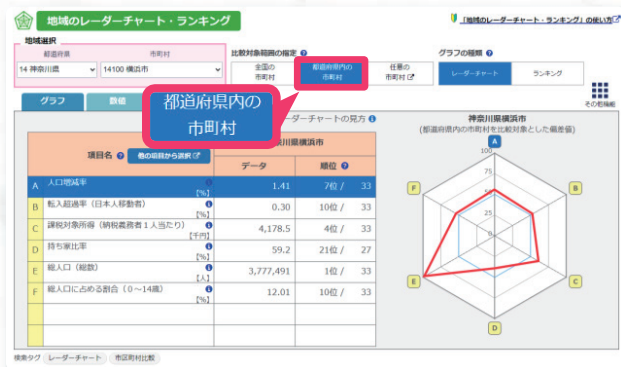 地域のレーダーチャート・ランキング
「地域のレーダーチャート・ランキング」の使い方
地域選択
都道府県
市町村
14 神奈川県
14100 横浜市
比較対象範囲の指定
全国の
市町村
都道府県内の
市町村
任意の
市町村
グラフの種類
レーダーチャート
ランキング
その他機能
グラフ
数値
都道府県内の
市町村
ーダーチャートの見方
項目名
他の項目から選択
川県横浜市
データ
順位
A 人口増減率 【%】 1.41 7位 / 33
B 転入超過率（日本人移動者） 【%】 0.30 10位 / 33
C 課税対象所得（納税義務者1人当たり） 【千円】 4,178.5 4位 / 33
D 持ち家比率 【%】 59.2 21位 / 27
E 総人口（総数） 【人】 3,777,491 1位 / 33
F 総人口に占める割合（0～14歳） 【%】 12.01 10位 / 33
神奈川県横浜市
(都道府県内の市町村を比較対象とした偏差値)
A
100
75
F
B
25
0
E
C
D
検索タグ レーダーチャート 市区町村比較